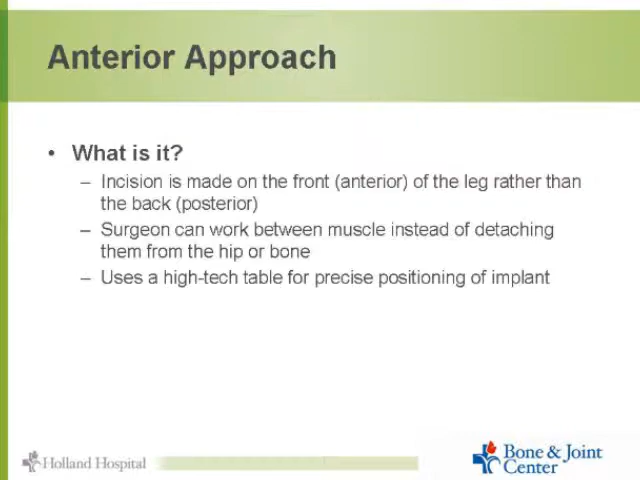 Anterior Approach
• What is it?
– Incision is made on the front (anterior) of the leg rather than
the back (posterior)
– Surgeon can work between muscle instead of detaching
them from the hip or bone
– Uses a high-tech table for precise positioning of implant
Holland Hospital
Bone & Joint
Center